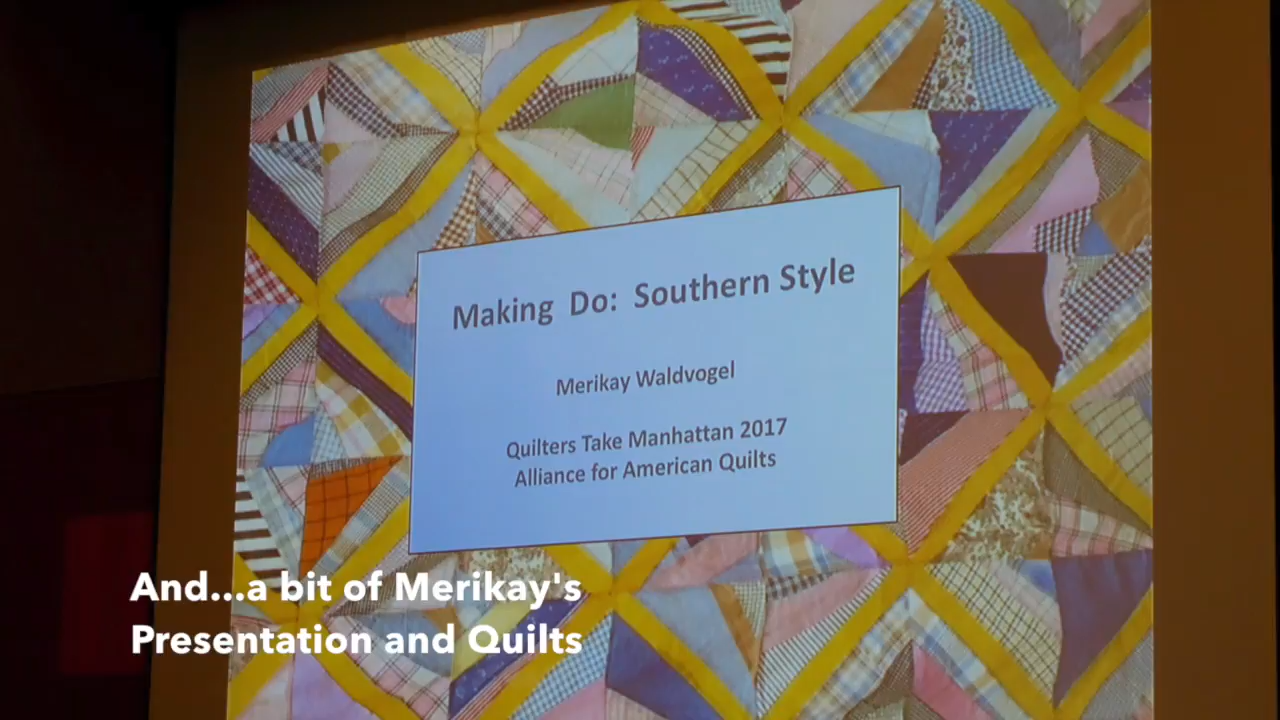 Making Do: Southern Style
Merikay Waldvogel
Quilters Take Manhattan 2017
Alliance for American Quilts
And...a bit of Merikay's
Presentation and Quilts